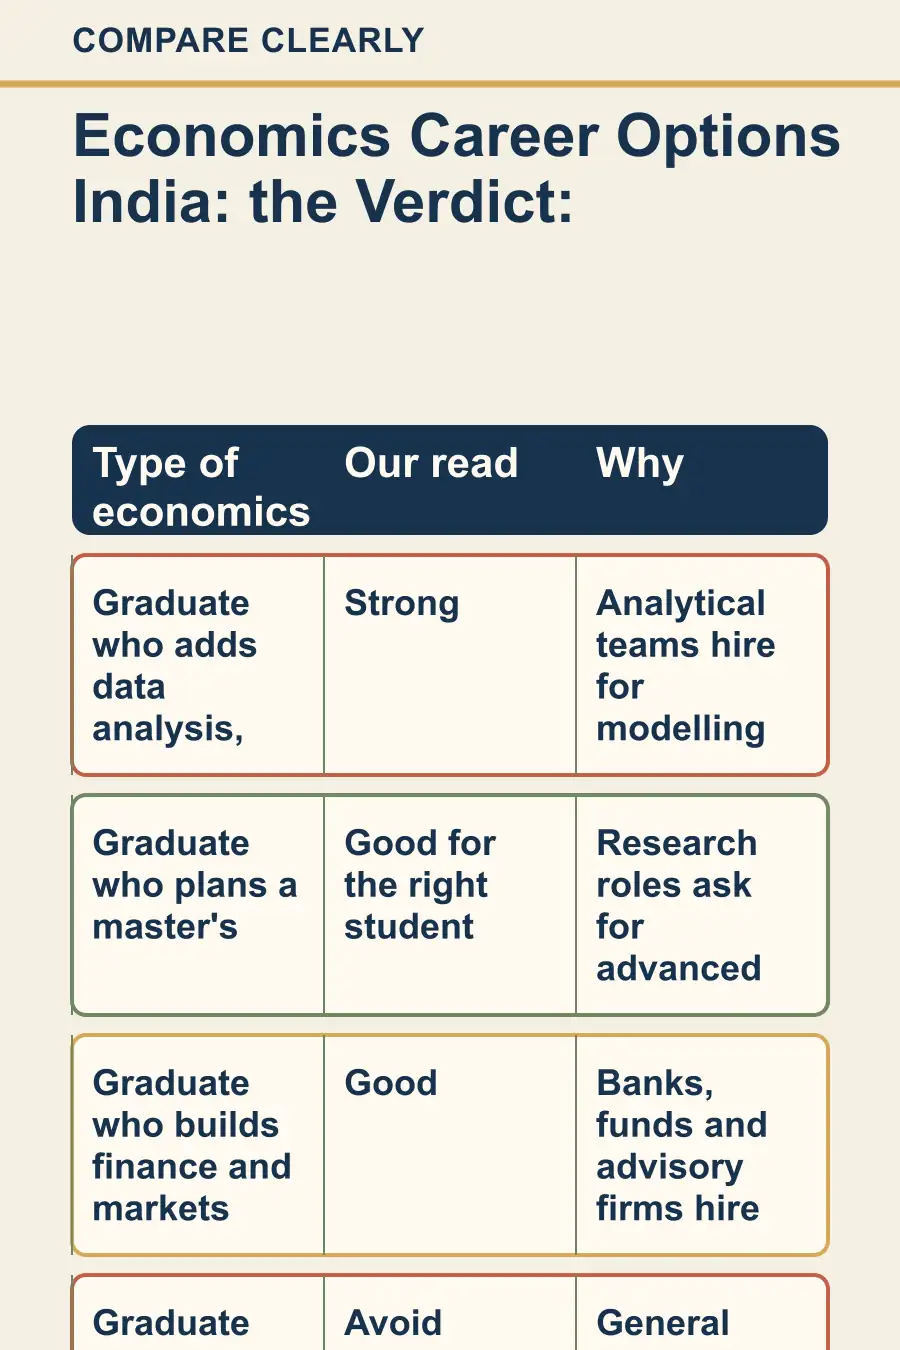 COMPARE CLEARLY
Economics Career Options
India: the Verdict:
Type of
economics
Our read
Why
Graduate
who adds
data
analysis,
Strong
Analytical
teams hire
for
modelling
Graduate
who plans a
master's
Good for
the right
student
Research
roles ask
for
advanced
Graduate
who builds
finance and
markets
Good
Banks,
funds and
advisory
firms hire
Graduate
Avoid
General